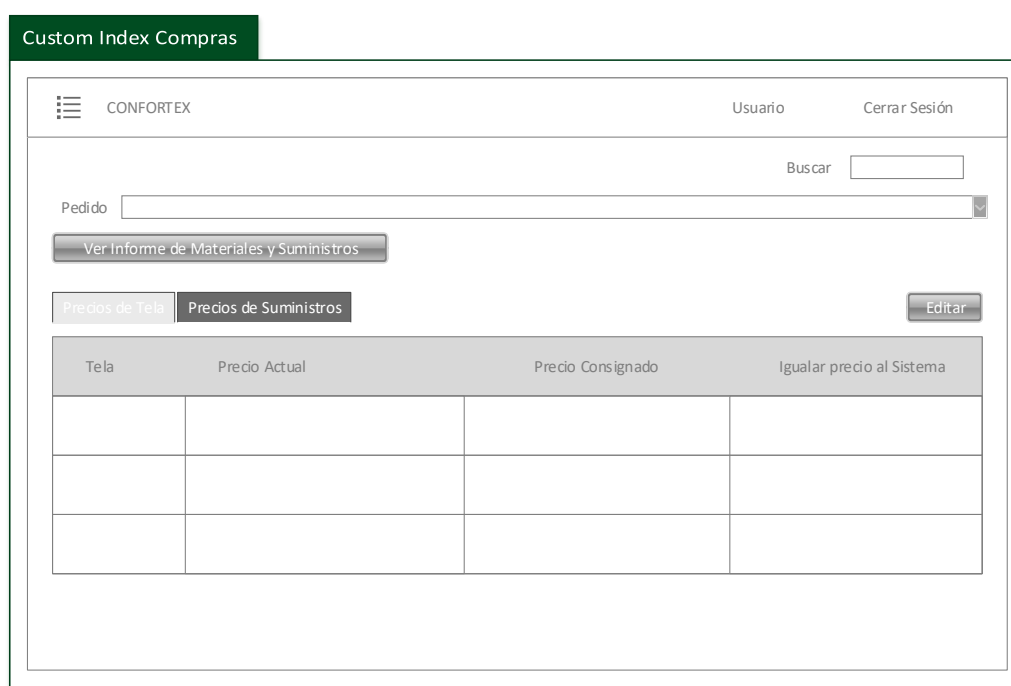 Custom Index Compras
CONFORTEX Usuario Cerrar Sesión
Buscar
Pedido
Ver Informe de Materiales y Suministros
Precios de Tela Precios de Suministros Editar
Tela Precio Actual Precio Consignado Igualar precio al Sistema